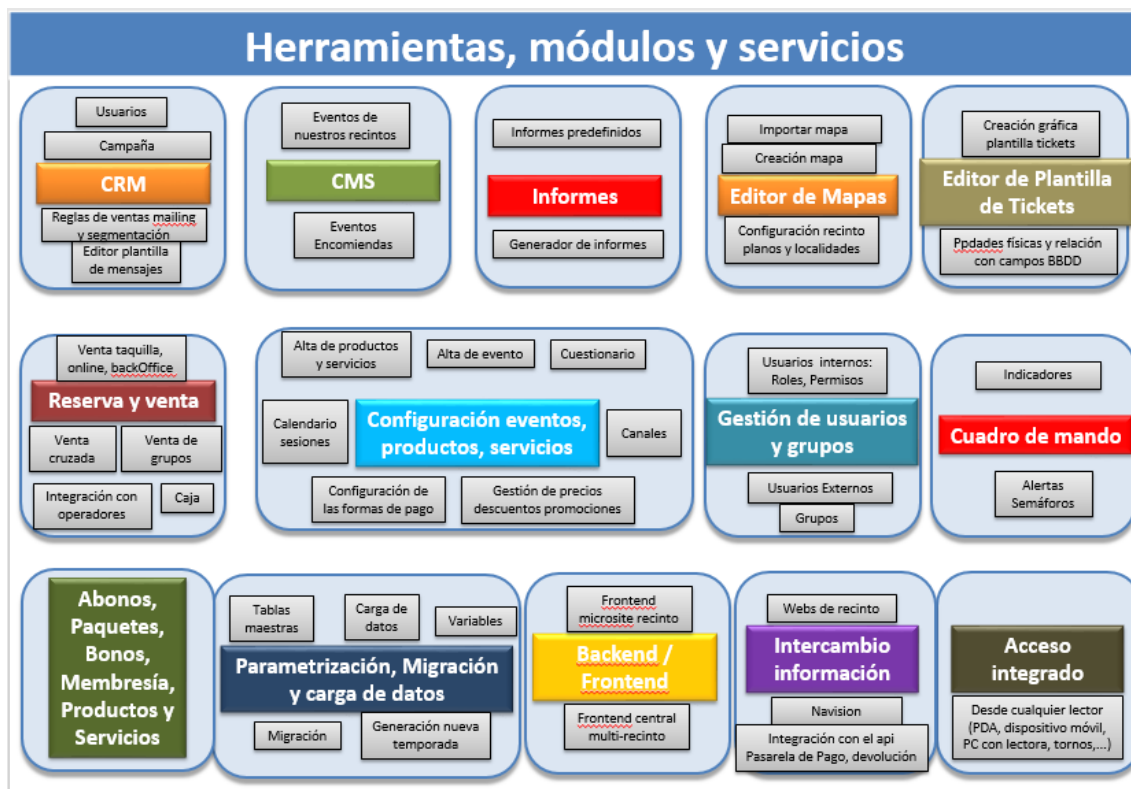 Herramientas, módulos y servicios
Usuarios
Campaña
CRM
Reglas de ventas mailing
y segmentación
Editor plantilla
de mensajes
Eventos de
nuestros recintos
CMS
Eventos
Encomiendas
Informes predefinidos
Informes
Generador de informes
Importar mapa
Creación mapa
Editor de Mapas
Configuración recinto
planos y localidades
Creación gráfica
plantilla tickets
Editor de Plantilla
de Tickets
Ppdades físicas y relación
con campos BBDD
Venta taquilla,
online, backOffice
Reserva y venta
Venta
cruzada
Venta de
grupos
Integración con
operadores
Caja
Alta de productos
y servicios
Alta de evento
Cuestionario
Calendario
sesiones
Configuración eventos,
productos, servicios
Canales
Configuración de
las formas de pago
Gestión de precios
descuentos promociones
Usuarios internos:
Roles, Permisos
Gestión de usuarios
y grupos
Usuarios Externos
Grupos
Indicadores
Cuadro de mando
Alertas
Semáforos
Abonos,
Paquetes,
Bonos,
Membresía,
Productos y
Servicios
Tablas
maestras
Carga de
datos
Variables
Parametrización, Migración
y carga de datos
Migración
Generación nueva
temporada
Frontend
microsite recinto
Backend /
Frontend
Frontend central
multi-recinto
Webs de recinto
Intercambio
información
Navision
Integración con el api
Pasarela de Pago, devolución
Acceso
integrado
Desde cualquier lector
(PDA, dispositivo móvil,
PC con lectora, tornos,...)